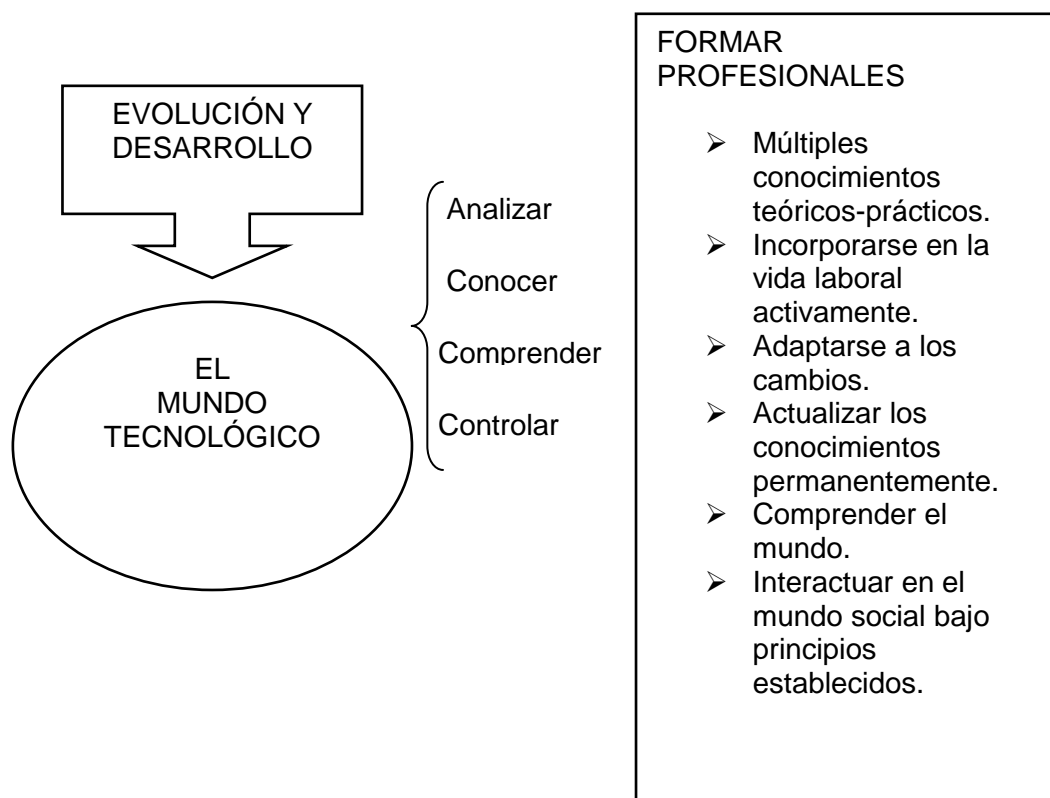 EVOLUCIÓN Y
DESARROLLO
EL
MUNDO
TECNOLÓGICO
Analizar
Conocer
Comprender
Controlar
FORMAR
PROFESIONALES
➢ Múltiples
conocimientos
teóricos-prácticos.
➢ Incorporarse en la
vida laboral
activamente.
➢ Adaptarse a los
cambios.
➢ Actualizar los
conocimientos
permanentemente.
➢ Comprender el
mundo.
➢ Interactuar en el
mundo social bajo
principios
establecidos.